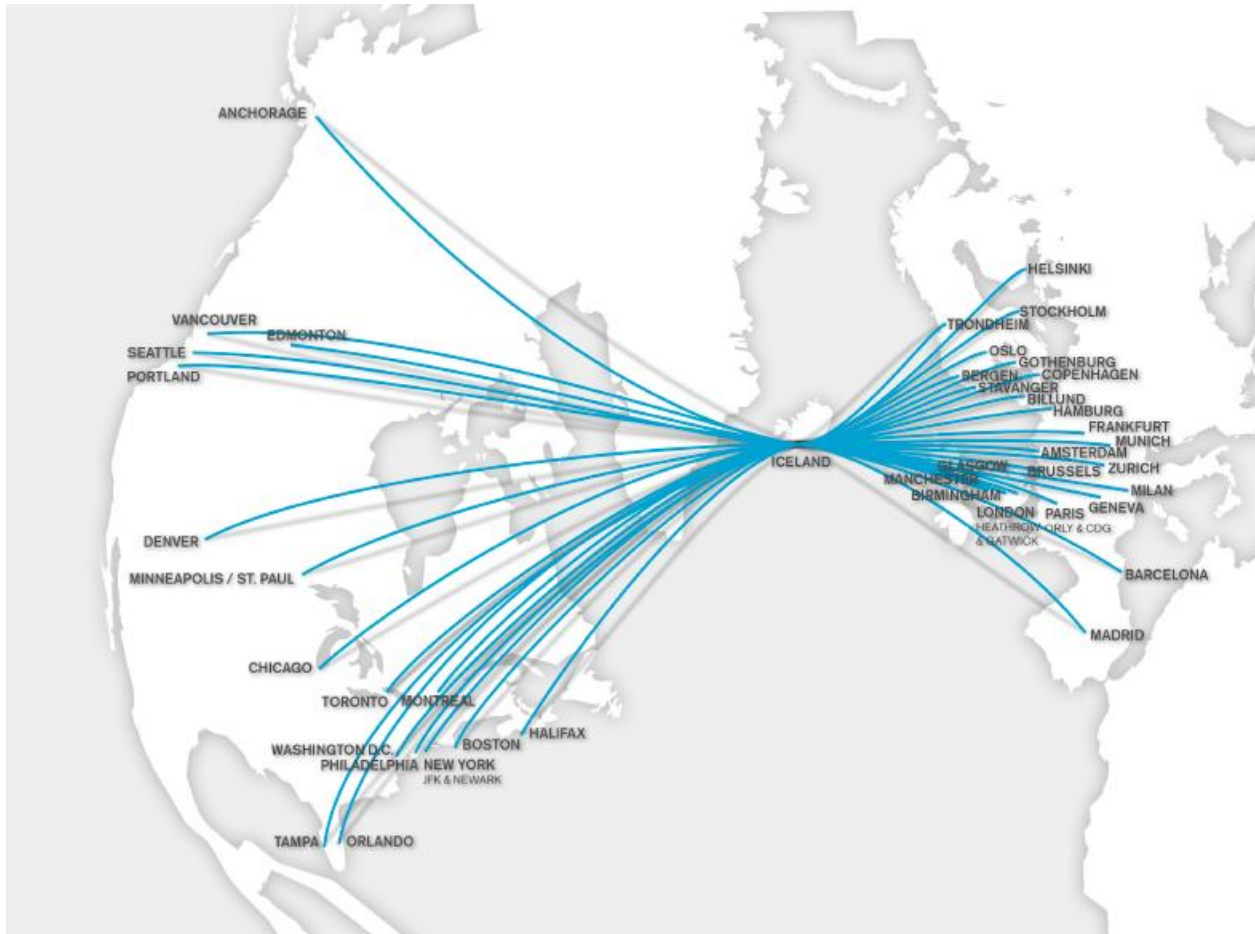 ANCHORAGE
HELSINKI
STOCKHOLM
VANCOUVER
TRONDHEIM
EDMONTON
SEATTLE
OSLO
GOTHENBURG
PORTLAND
BERGEN
COPENHAGEN
STAVANGER
BILLUND
HAMBURG
FRANKFURT
MUNICH
AMSTERDAM
ICELAND
GLASGOW
BRUSSELS
ZURICH
MANCHESTER
BIRMINGHAM
MILAN
GENEVA
LONDON
HEATHROW
& GATWICK
PARIS
ORLY & CDG
DENVER
MINNEAPOLIS / ST. PAUL
BARCELONA
MADRID
CHICAGO
TORONTO
MONTREAL
HALIFAX
BOSTON
WASHINGTON D.C.
PHILADELPHIA
NEW YORK
JFK & NEWARK
TAMPA
ORLANDO